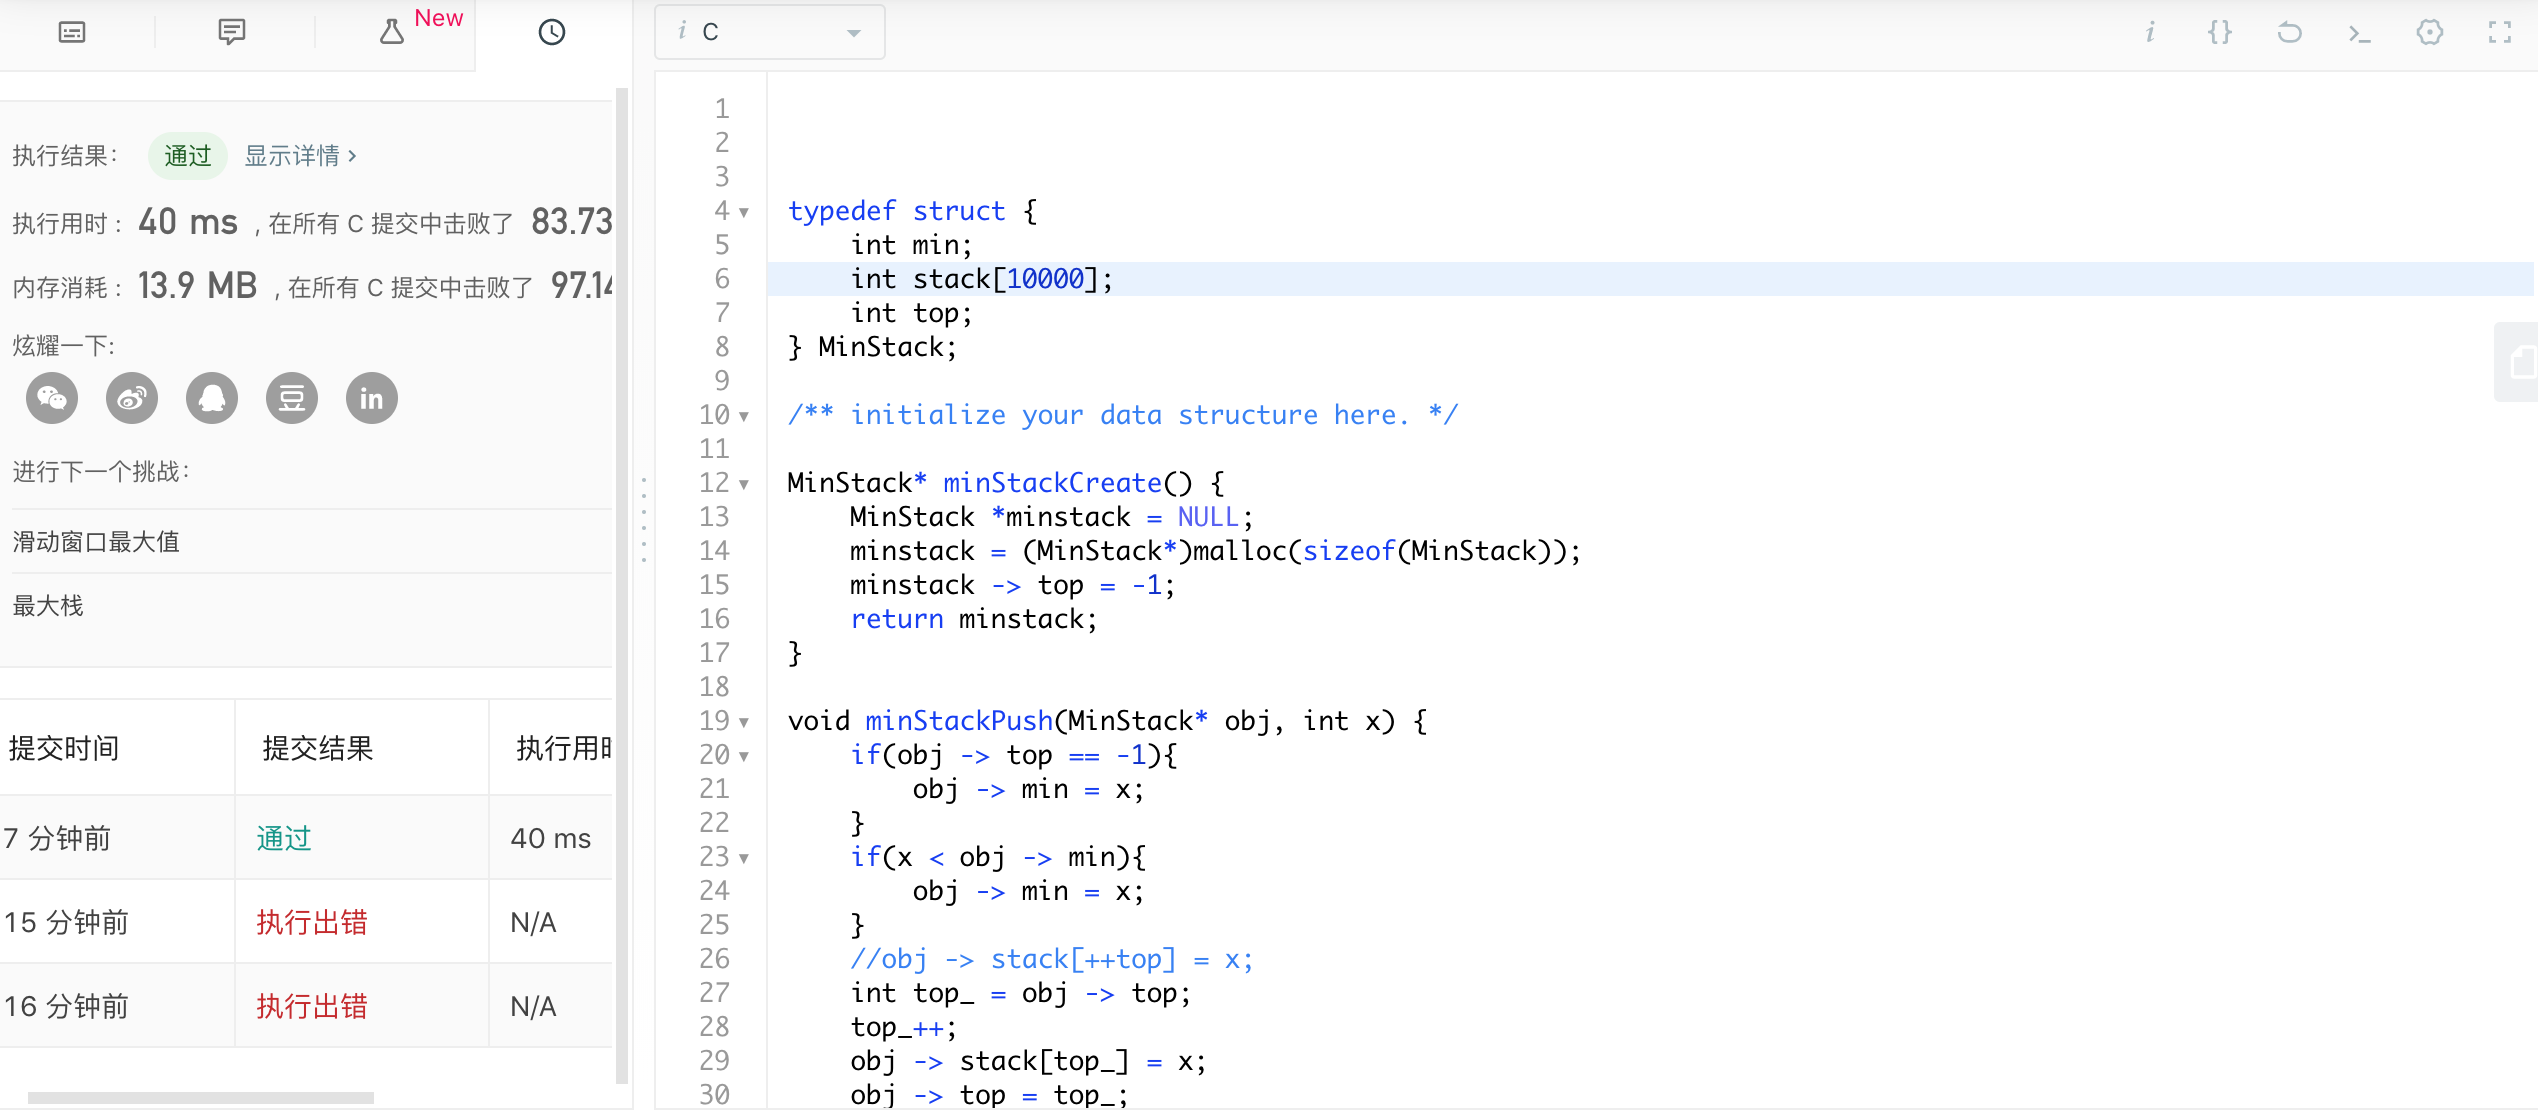 New
执行结果： 通过 显示详情 >
执行用时： 40 ms ，在所有 C 提交中击败了 83.73
内存消耗： 13.9 MB ，在所有 C 提交中击败了 97.14
炫耀一下:
豆 in
进行下一个挑战：
滑动窗口最大值
最大栈
提交时间 提交结果 执行用时
7 分钟前 通过 40 ms
15 分钟前 执行出错 N/A
16 分钟前 执行出错 N/A
i C i {} >_
1
2
3
4 typedef struct {
5     int min;
6     int stack[10000];
7     int top;
8 } MinStack;
9
10 /** initialize your data structure here. */
11
12 MinStack* minStackCreate() {
13     MinStack *minstack = NULL;
14     minstack = (MinStack*)malloc(sizeof(MinStack));
15     minstack -> top = -1;
16     return minstack;
17 }
18
19 void minStackPush(MinStack* obj, int x) {
20     if(obj -> top == -1){
21         obj -> min = x;
22     }
23     if(x < obj -> min){
24         obj -> min = x;
25     }
26     //obj -> stack[++top] = x;
27     int top_ = obj -> top;
28     top_++;
29     obj -> stack[top_] = x;
30     obj -> top = top_;